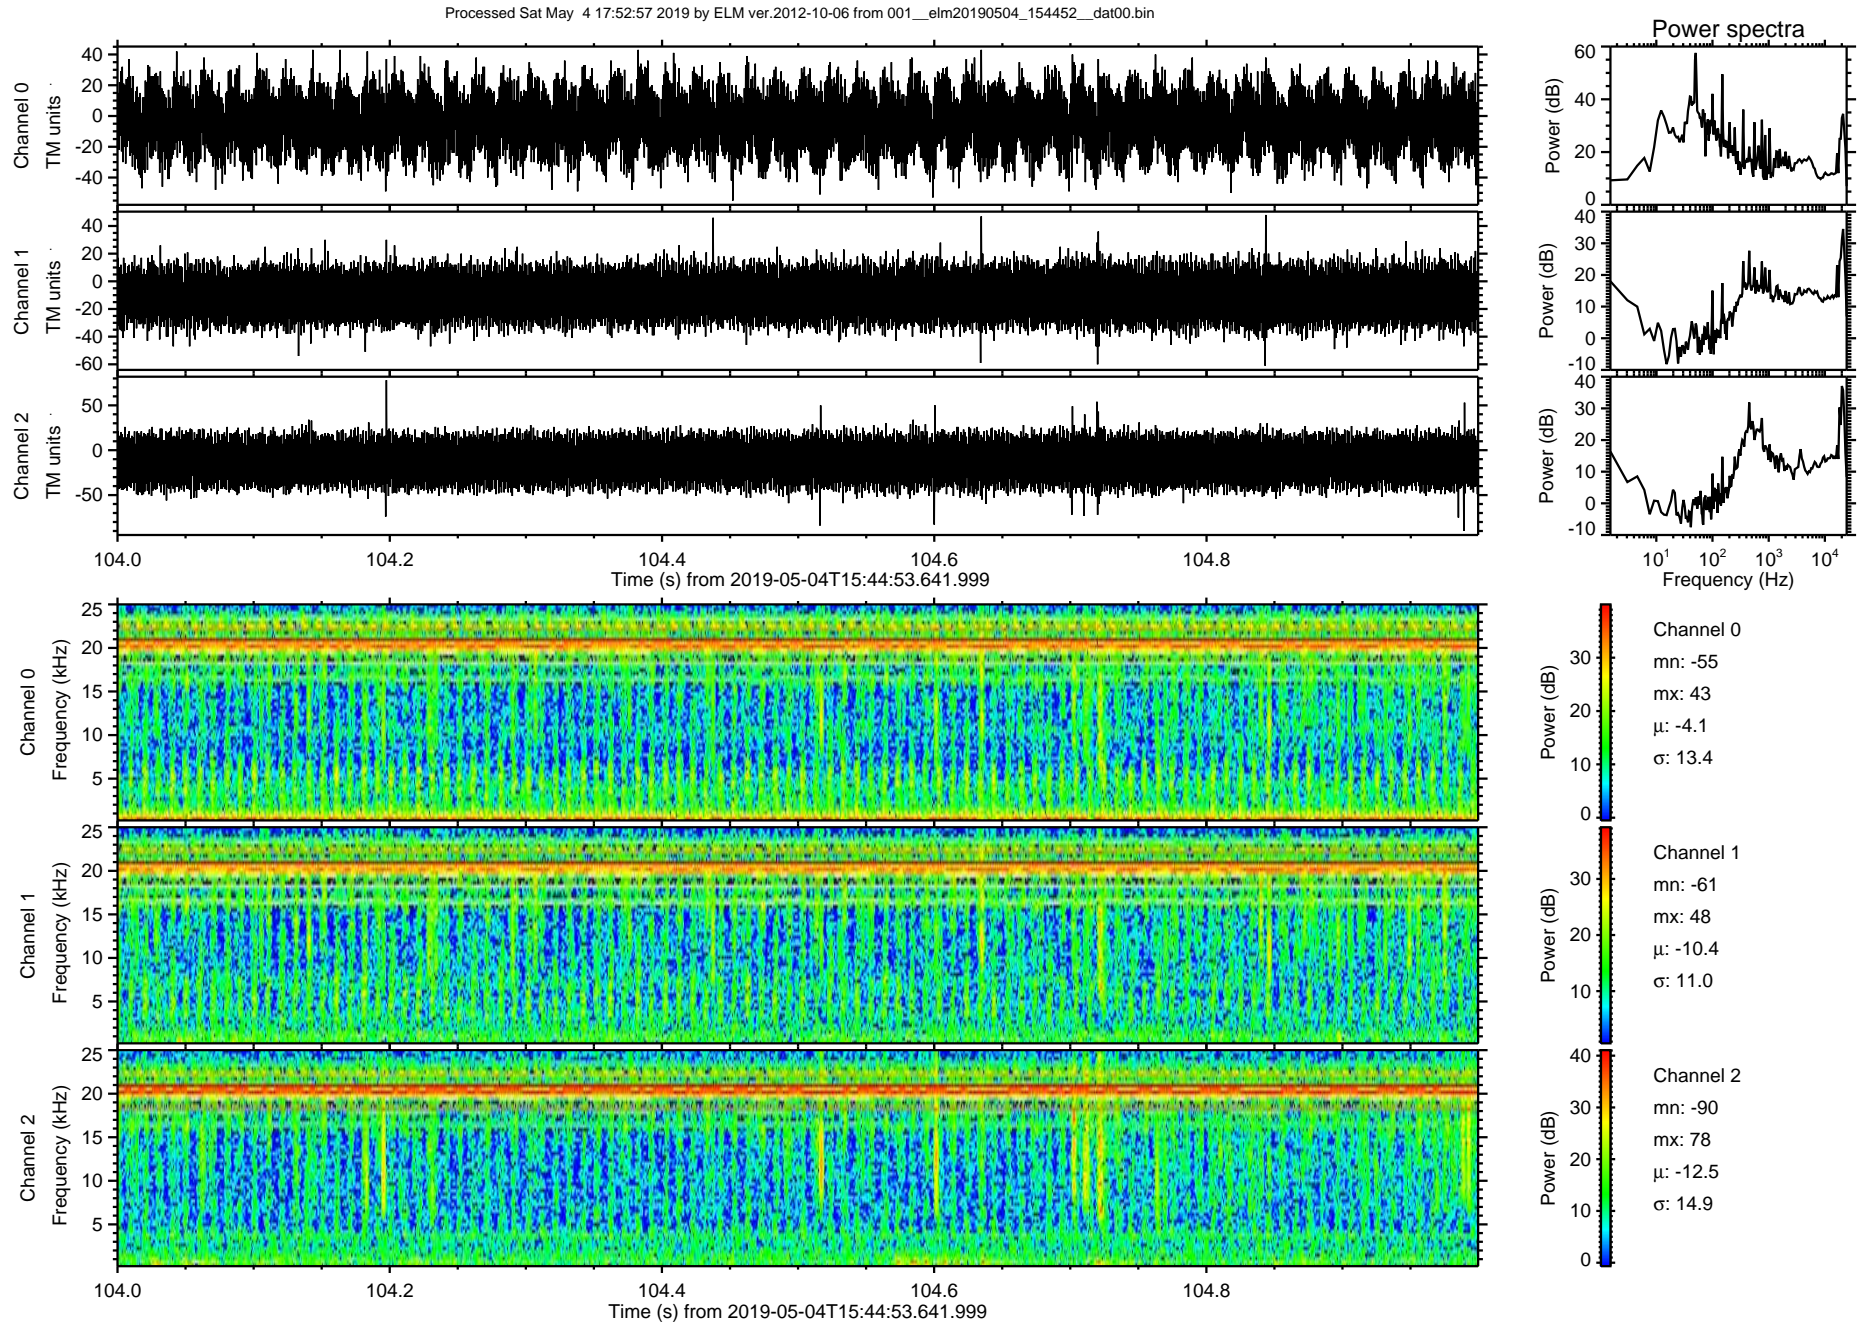 Processed Sat May  4 17:52:57 2019 by ELM ver.2012-10-06 from 001__elm20190504_154452__dat00.bin
Power spectra
Channel 0
TM units
40
20
0
-20
-40
Power (dB)
60
40
20
0
Channel 1
TM units
40
20
0
-20
-40
-60
Power (dB)
40
30
20
10
0
-10
Channel 2
TM units
50
0
-50
Power (dB)
40
30
20
10
0
-10
104.0 104.2 104.4 104.6 104.8
Time (s) from 2019-05-04T15:44:53.641.999
10¹ 10² 10³ 10⁴
Frequency (Hz)
Channel 0
Frequency (kHz)
25
20
15
10
5
Power (dB)
30
20
10
0
Channel 0
mn: -55
mx: 43
μ: -4.1
σ: 13.4
Channel 1
Frequency (kHz)
25
20
15
10
5
Power (dB)
30
20
10
Channel 1
mn: -61
mx: 48
μ: -10.4
σ: 11.0
Channel 2
Frequency (kHz)
25
20
15
10
5
Power (dB)
40
30
20
10
0
Channel 2
mn: -90
mx: 78
μ: -12.5
σ: 14.9
104.0 104.2 104.4 104.6 104.8
Time (s) from 2019-05-04T15:44:53.641.999